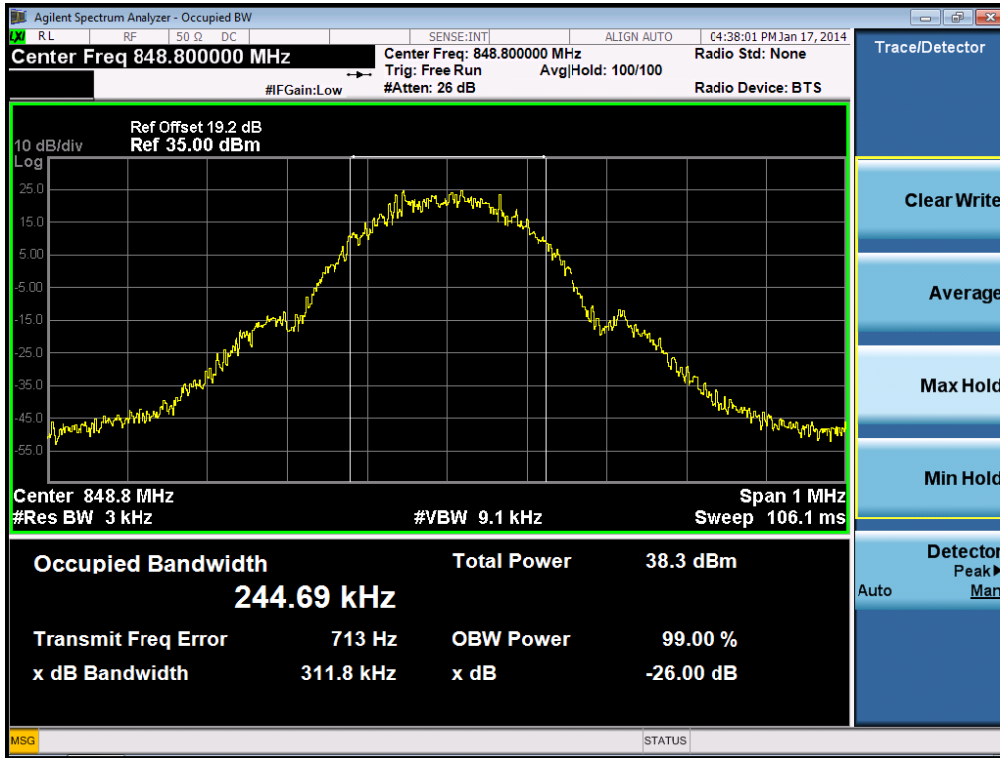 Agilent Spectrum Analyzer - Occupied BW
LXI RL RF 50 Ω DC SENSE:INT ALIGN AUTO 04:38:01 PM Jan 17, 2014
Center Freq 848.800000 MHz
Center Freq: 848.800000 MHz Radio Std: None
Trig: Free Run Avg|Hold: 100/100
#IFGain:Low #Atten: 26 dB Radio Device: BTS
Trace/Detector
Ref Offset 19.2 dB
10 dB/div Ref 35.00 dBm
Log
25.0
15.0
5.00
-5.00
-15.0
-25.0
-35.0
-45.0
-55.0
Center 848.8 MHz Span 1 MHz
#Res BW 3 kHz #VBW 9.1 kHz Sweep 106.1 ms
Clear Write
Average
Max Hold
Min Hold
Detector
Peak▶
Auto Man
Occupied Bandwidth Total Power 38.3 dBm
244.69 kHz
Transmit Freq Error 713 Hz OBW Power 99.00 %
x dB Bandwidth 311.8 kHz x dB -26.00 dB
MSG STATUS